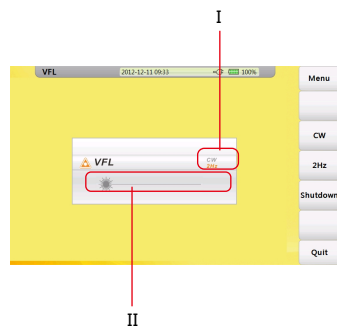 I
VFL 2012-12-11 09:33 100%
Menu
CW
2Hz
Shutdown
Quit
VFL
CW
2Hz
II